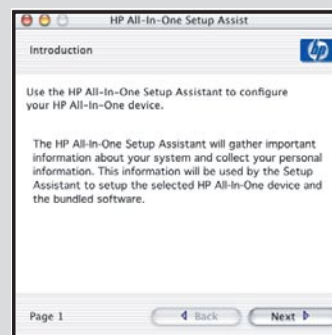 HP All-In-One Setup Assist
Introduction
hp
Use the HP All-In-One Setup Assistant to configure
your HP All-In-One device.
The HP All-In-One Setup Assistant will gather important
information about your system and collect your personal
information. This information will be used by the Setup
Assistant to setup the selected HP All-In-One device and
the bundled software.
Page 1
Back
Next